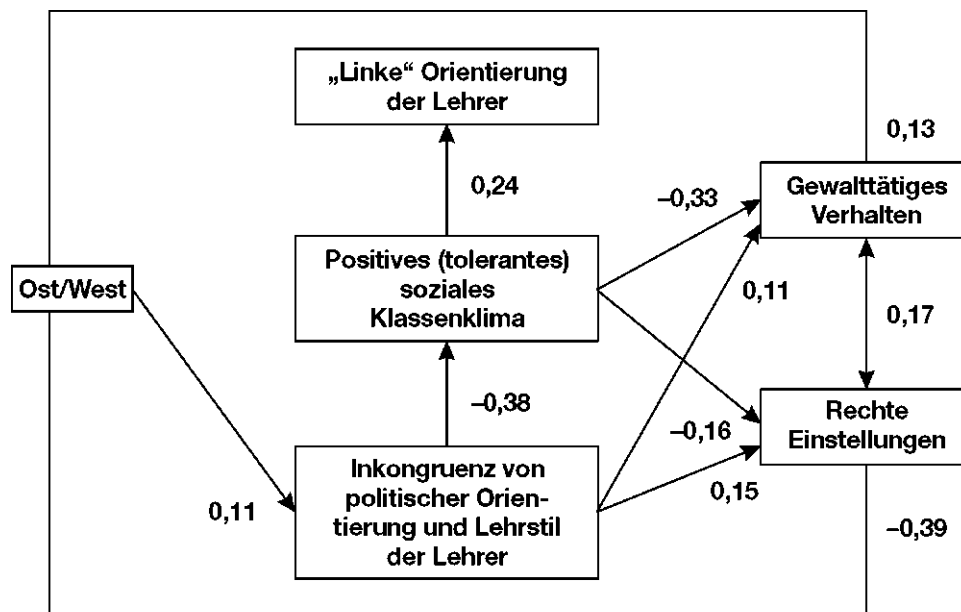 „Linke“ Orientierung
der Lehrer
0,13
0,24
–0,33
Gewalttätiges
Verhalten
Ost/West
Positives (tolerantes)
soziales
Klassenklima
0,11
0,17
–0,38
–0,16
Rechte
Einstellungen
0,11
Inkongruenz von
politischer Orien-
tierung und Lehrstil
der Lehrer
0,15
–0,39